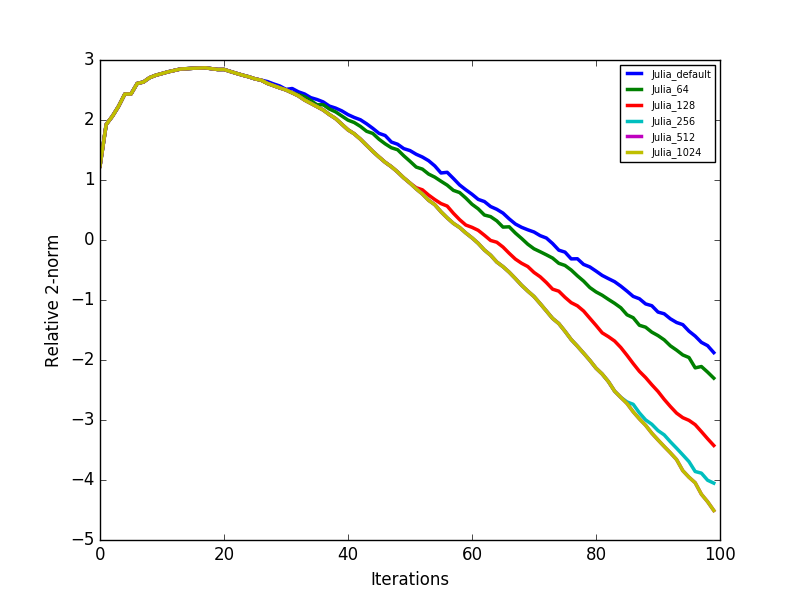 3
2
1
0
−1
−2
−3
−4
−5
Relative 2-norm
Julia_default
Julia_64
Julia_128
Julia_256
Julia_512
Julia_1024
0 20 40 60 80 100
Iterations